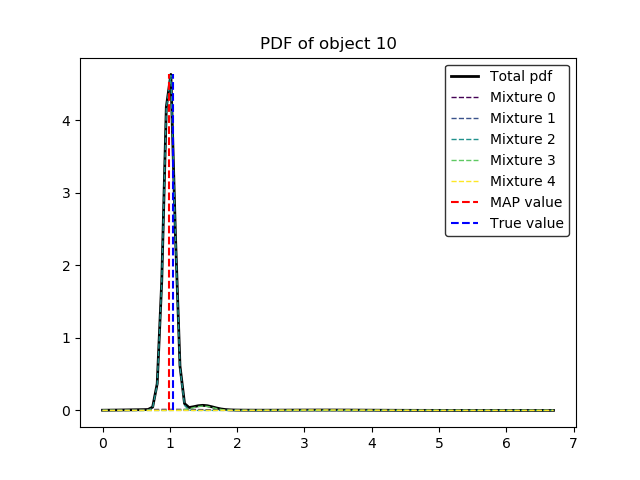 PDF of object 10
Total pdf
Mixture 0
Mixture 1
Mixture 2
Mixture 3
Mixture 4
MAP value
True value
4
3
2
1
0
0 1 2 3 4 5 6 7